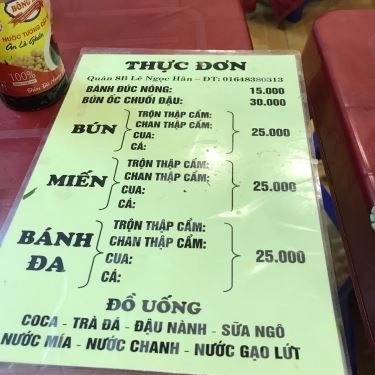 BÔNG
NƯỚC TƯƠNG
Ăn Là Ghiền
100%
THỰC ĐƠN
Quán 8B Lê Ngọc Hân - ĐT: 01648380313
BÁNH ĐÚC NÓNG: 15.000
BÚN ỐC CHUỐI ĐẬU: 30.000
BÚN
TRỘN THẬP CẨM:
CHAN THẬP CẨM:
CUA:
CÁ:
25.000
MIẾN
TRỘN THẬP CẨM:
CHAN THẬP CẨM:
CUA:
CÁ:
25.000
BÁNH ĐA
TRỘN THẬP CẨM:
CHAN THẬP CẨM:
CUA:
CÁ:
25.000
ĐỒ UỐNG
COCA - TRÀ ĐÁ - ĐẬU NÀNH - SỮA NGÔ
NƯỚC MÍA - NƯỚC CHANH - NƯỚC GẠO LỨT